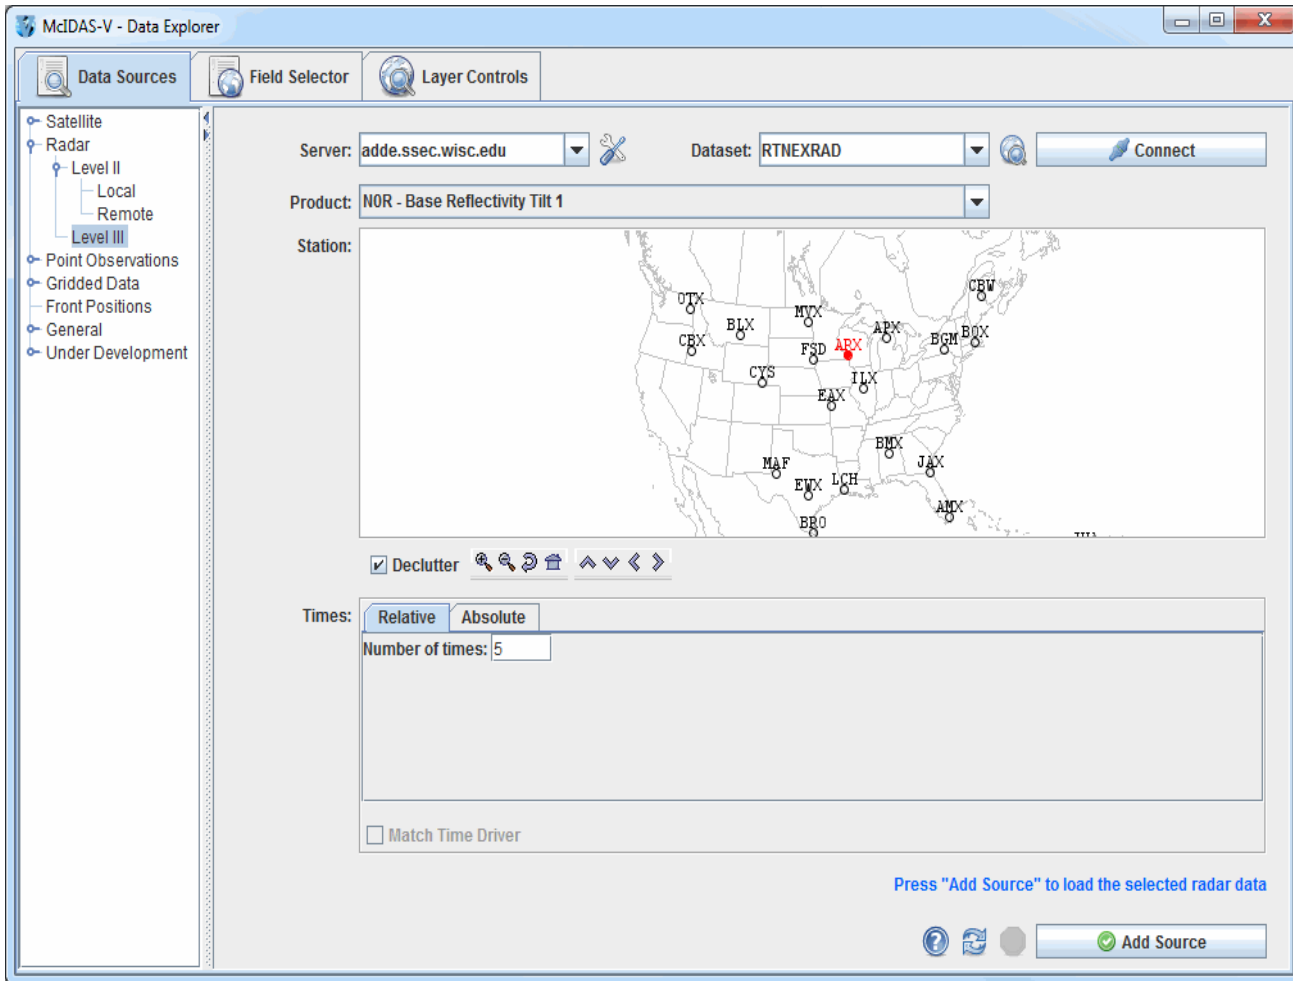 McIDAS-V - Data Explorer
Data Sources
Field Selector
Layer Controls
Satellite
Radar
Level II
Local
Remote
Level III
Point Observations
Gridded Data
Front Positions
General
Under Development
Server: adde.ssec.wisc.edu
Dataset: RTNEXRAD
Connect
Product: N0R - Base Reflectivity Tilt 1
Station:
CBW
OTX
MVX
BLX
APX
BOX
CBX
BGM
FSD
ARX
CYS
ILX
EAX
BMX
MAF
JAX
EWX
LCH
AMX
BRO
Declutter
Times:
Relative
Absolute
Number of times: 5
Match Time Driver
Press "Add Source" to load the selected radar data
Add Source